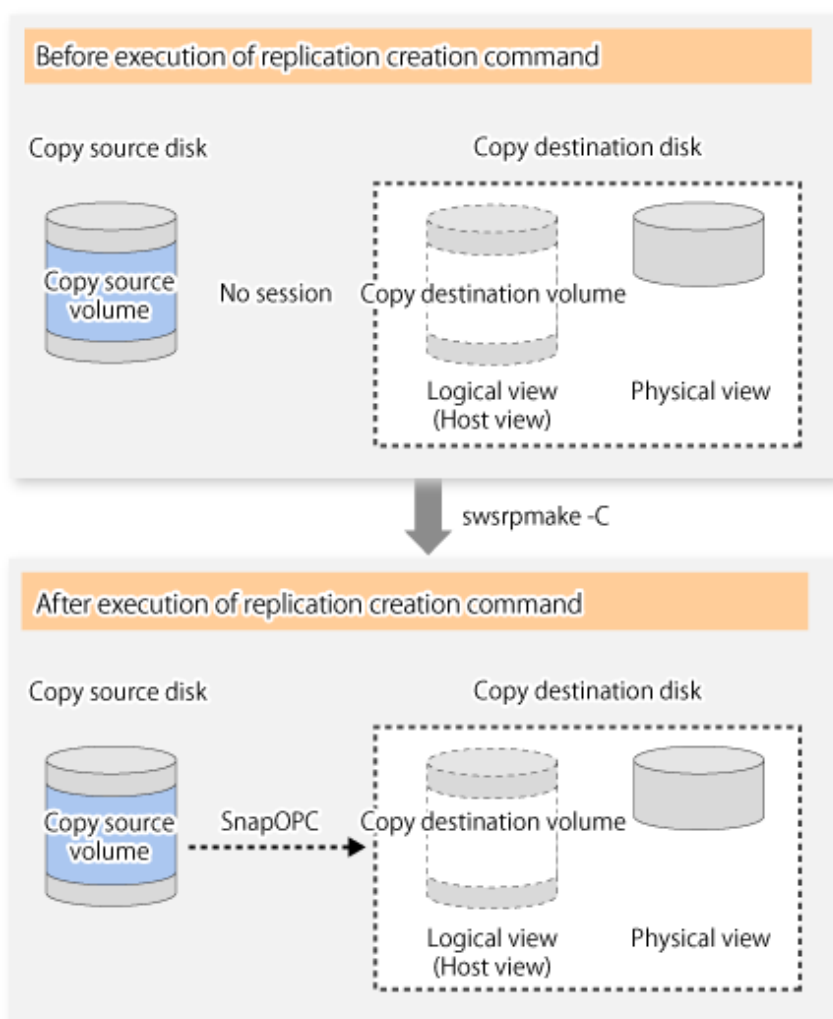 Before execution of replication creation command
Copy source disk
Copy destination disk
Copy source
volume
No session
Copy destination volume
Logical view
(Host view)
Physical view
swsrpmake -C
After execution of replication creation command
Copy source disk
Copy destination disk
Copy source
volume
SnapOPC
Copy destination volume
Logical view
(Host view)
Physical view